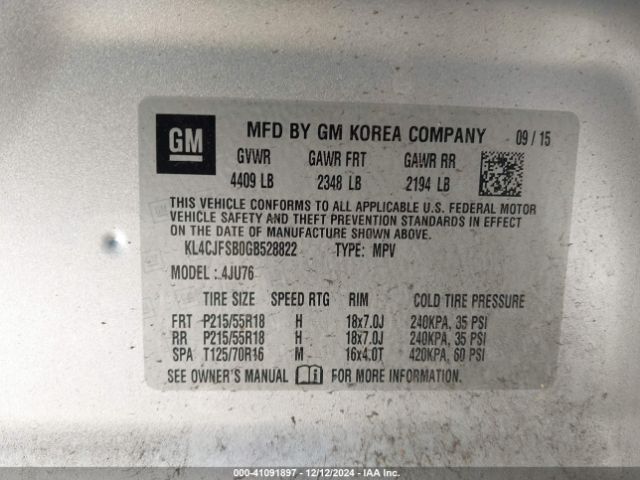 GM MFD BY GM KOREA COMPANY 09 / 15
GVWR GAWR FRT GAWR RR
4409 LB 2348 LB 2194 LB
THIS VEHICLE CONFORMS TO ALL APPLICABLE U.S. FEDERAL MOTOR
VEHICLE SAFETY AND THEFT PREVENTION STANDARDS IN EFFECT
ON THE DATE OF MANUFACTURE SHOWN ABOVE.
KL4CJFSB0GB528822 TYPE: MPV
MODEL : 4JU76
TIRE SIZE SPEED RTG RIM COLD TIRE PRESSURE
FRT P215/55R18 H 18x7.0J 240KPA, 35 PSI
RR P215/55R18 H 18x7.0J 240KPA, 35 PSI
SPA T125/70R16 M 16x4.0T 420KPA, 60 PSI
SEE OWNER'S MANUAL FOR MORE INFORMATION.
000-41091897 - 12/12/2024 - IAA Inc.